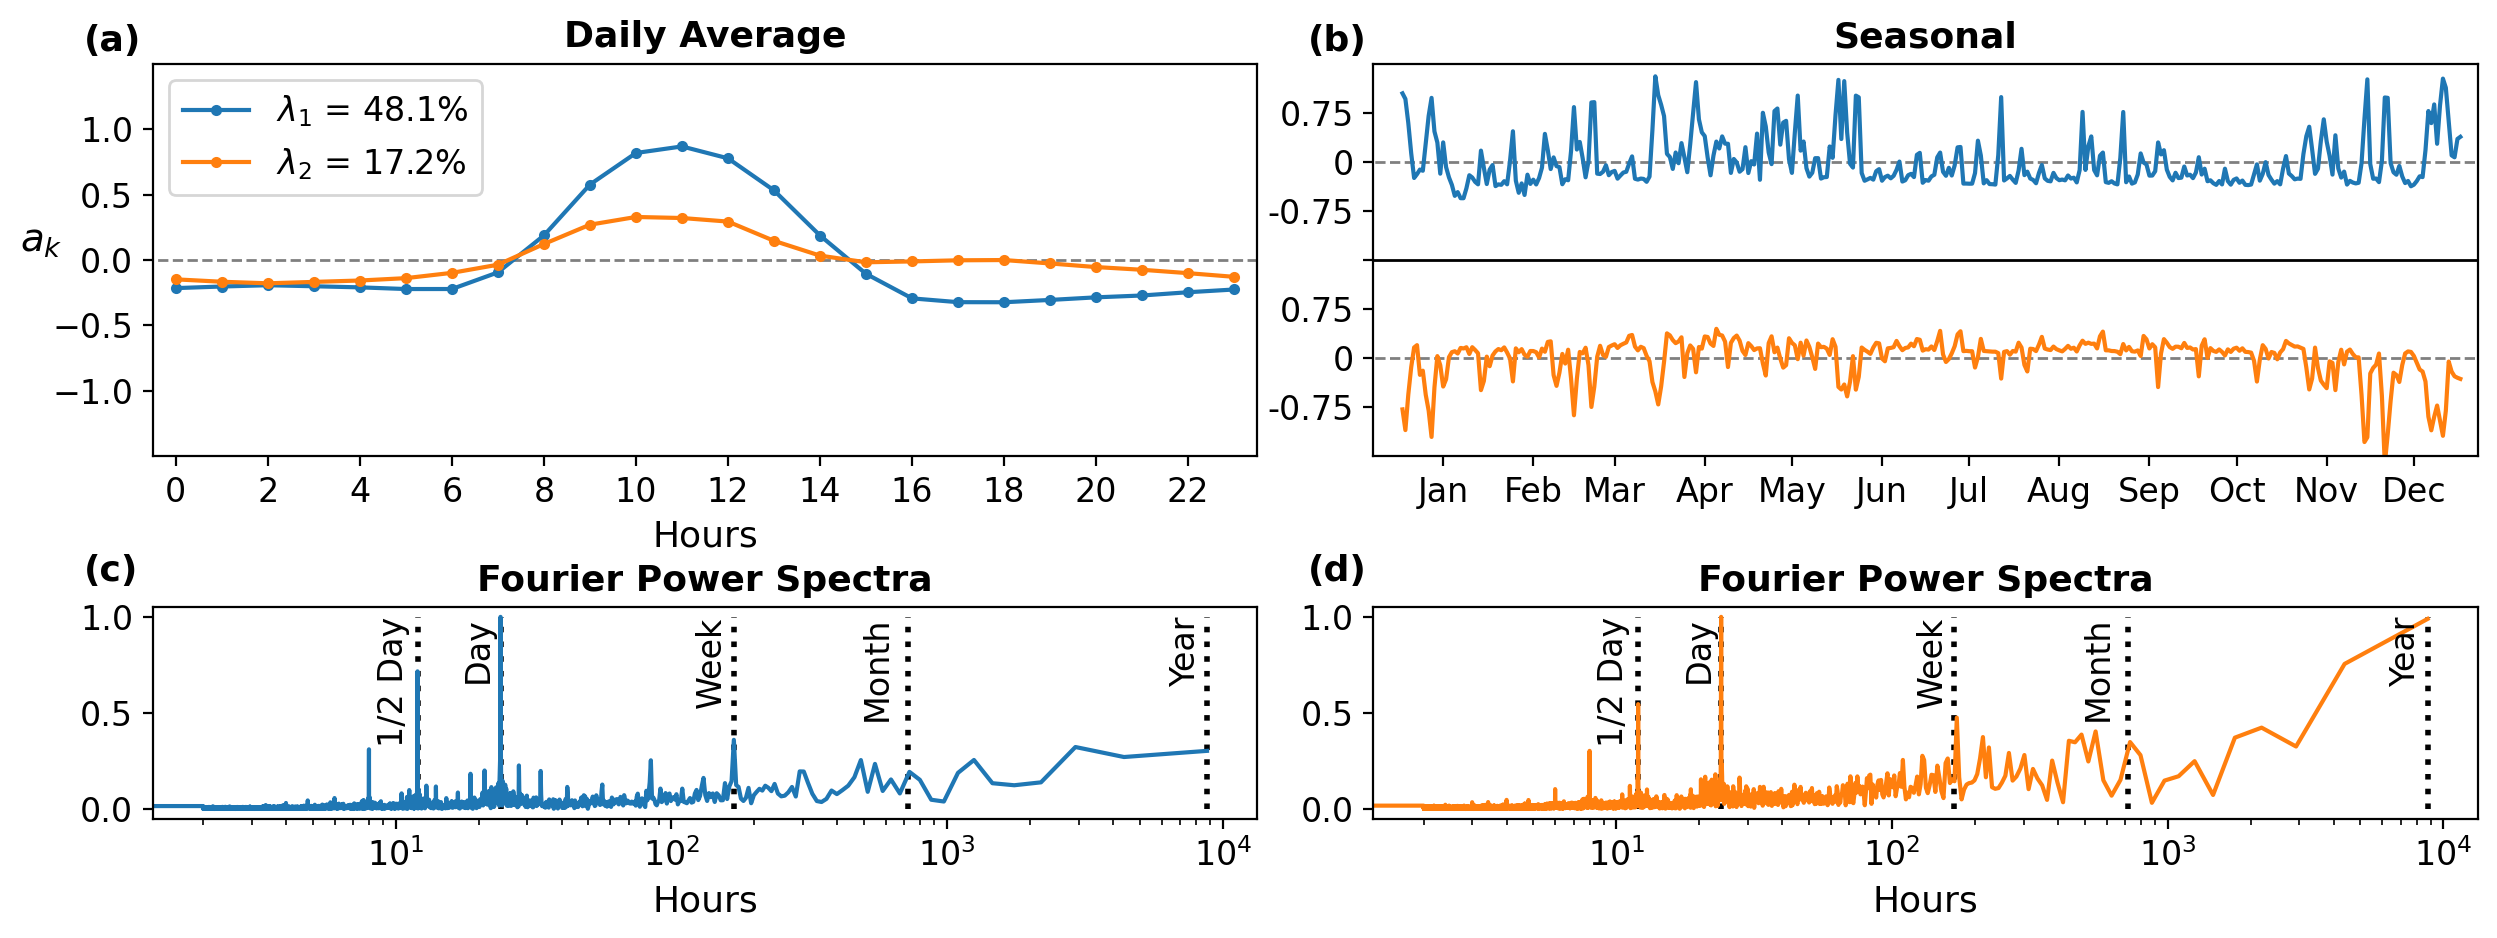 (a) Daily Average
λ1 = 48.1%
λ2 = 17.2%
ak
1.0
0.5
0.0
−0.5
−1.0
0 2 4 6 8 10 12 14 16 18 20 22
Hours
(b) Seasonal
0.75
0
-0.75
0.75
0
-0.75
Jan Feb Mar Apr May Jun Jul Aug Sep Oct Nov Dec
(c) Fourier Power Spectra
1.0
0.5
0.0
1/2 Day
Day
Week
Month
Year
10^1 10^2 10^3 10^4
Hours
(d) Fourier Power Spectra
1.0
0.5
0.0
1/2 Day
Day
Week
Month
Year
10^1 10^2 10^3 10^4
Hours